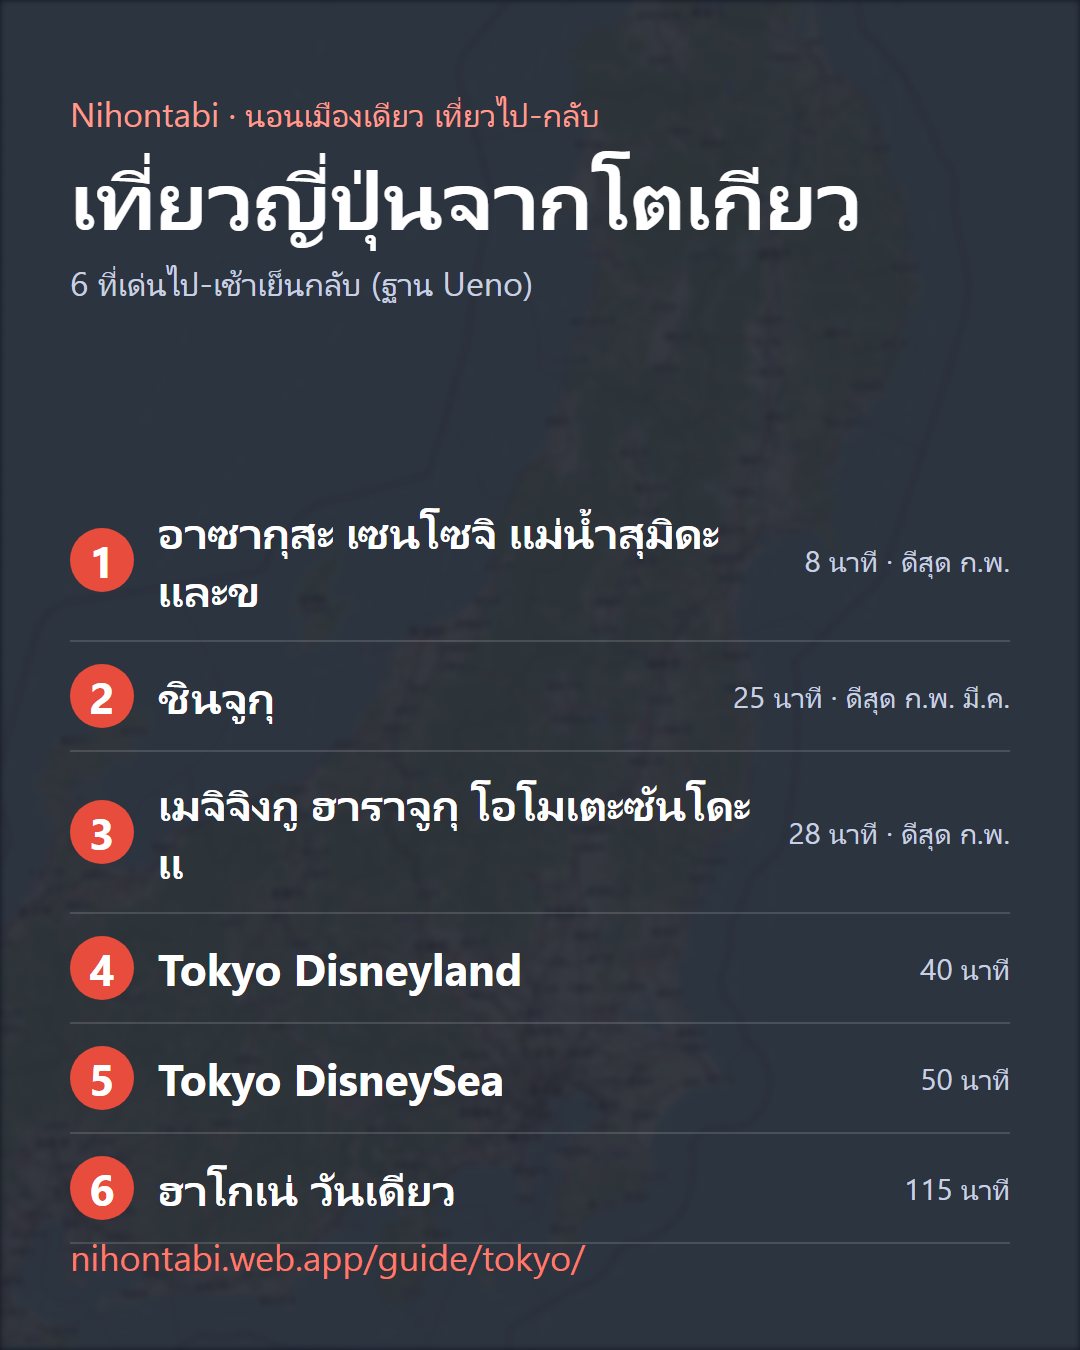 Nihontabi · นอนเมืองเดียว เที่ยวไป-กลับ
เที่ยวญี่ปุ่นจากโตเกียว
6 ที่เด่นไป-เช้าเย็นกลับ (ฐาน Ueno)
1 อาซากุสะ เซนโซจิ แม่น้ำสุมิดะ
และข
8 นาที · ดีสุด ก.พ.
2 ชินจูกุ 25 นาที · ดีสุด ก.พ. มี.ค.
3 เมจิจิงกู ฮาราจูกุ โอโมเตะซันโดะ
แ
28 นาที · ดีสุด ก.พ.
4 Tokyo Disneyland 40 นาที
5 Tokyo DisneySea 50 นาที
6 ฮาโกเน่ วันเดียว 115 นาที
nihontabi.web.app/guide/tokyo/